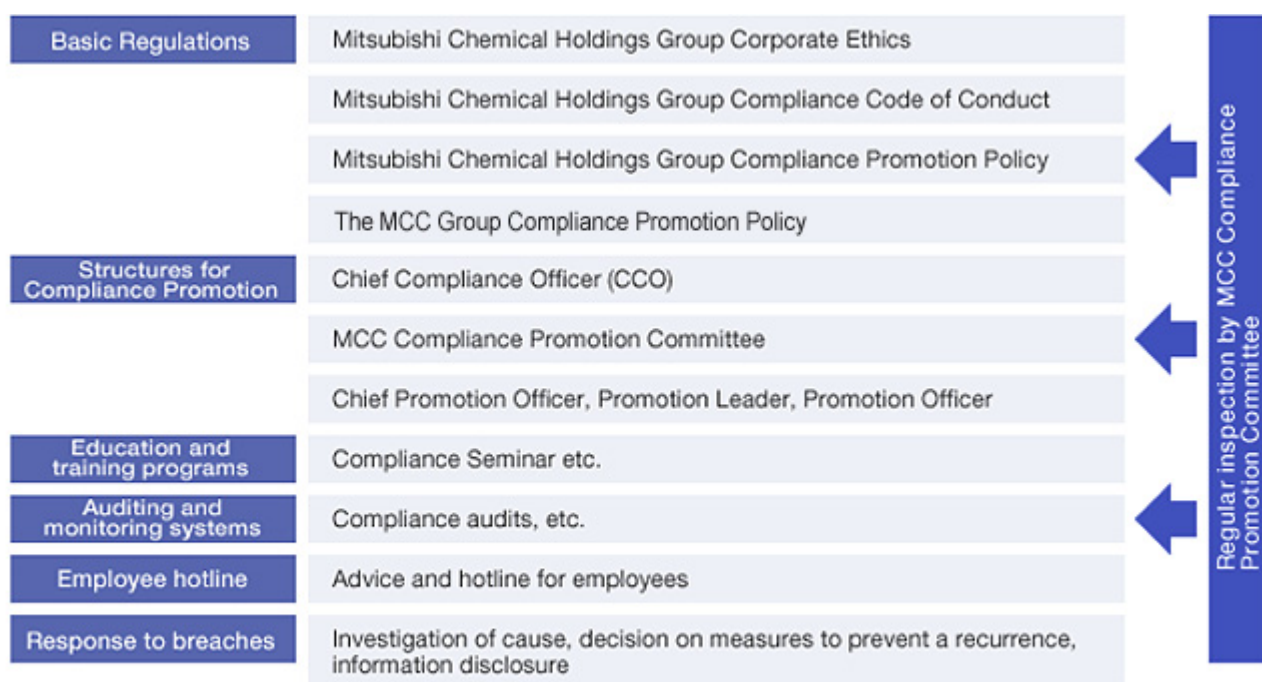 Basic Regulations
Mitsubishi Chemical Holdings Group Corporate Ethics
Mitsubishi Chemical Holdings Group Compliance Code of Conduct
Mitsubishi Chemical Holdings Group Compliance Promotion Policy
The MCC Group Compliance Promotion Policy
Structures for
Compliance Promotion
Chief Compliance Officer (CCO)
MCC Compliance Promotion Committee
Chief Promotion Officer, Promotion Leader, Promotion Officer
Education and
training programs
Compliance Seminar etc.
Auditing and
monitoring systems
Compliance audits, etc.
Employee hotline
Advice and hotline for employees
Response to breaches
Investigation of cause, decision on measures to prevent a recurrence,
information disclosure
Regular inspection by MCC Compliance
Promotion Committee